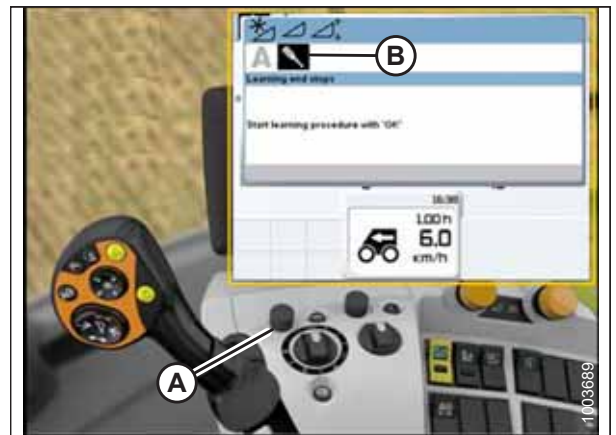 A
B
Learning end stops
Start learning procedure with 'OK'
16:30
1.00 h
6.0
km/h
A
1003689